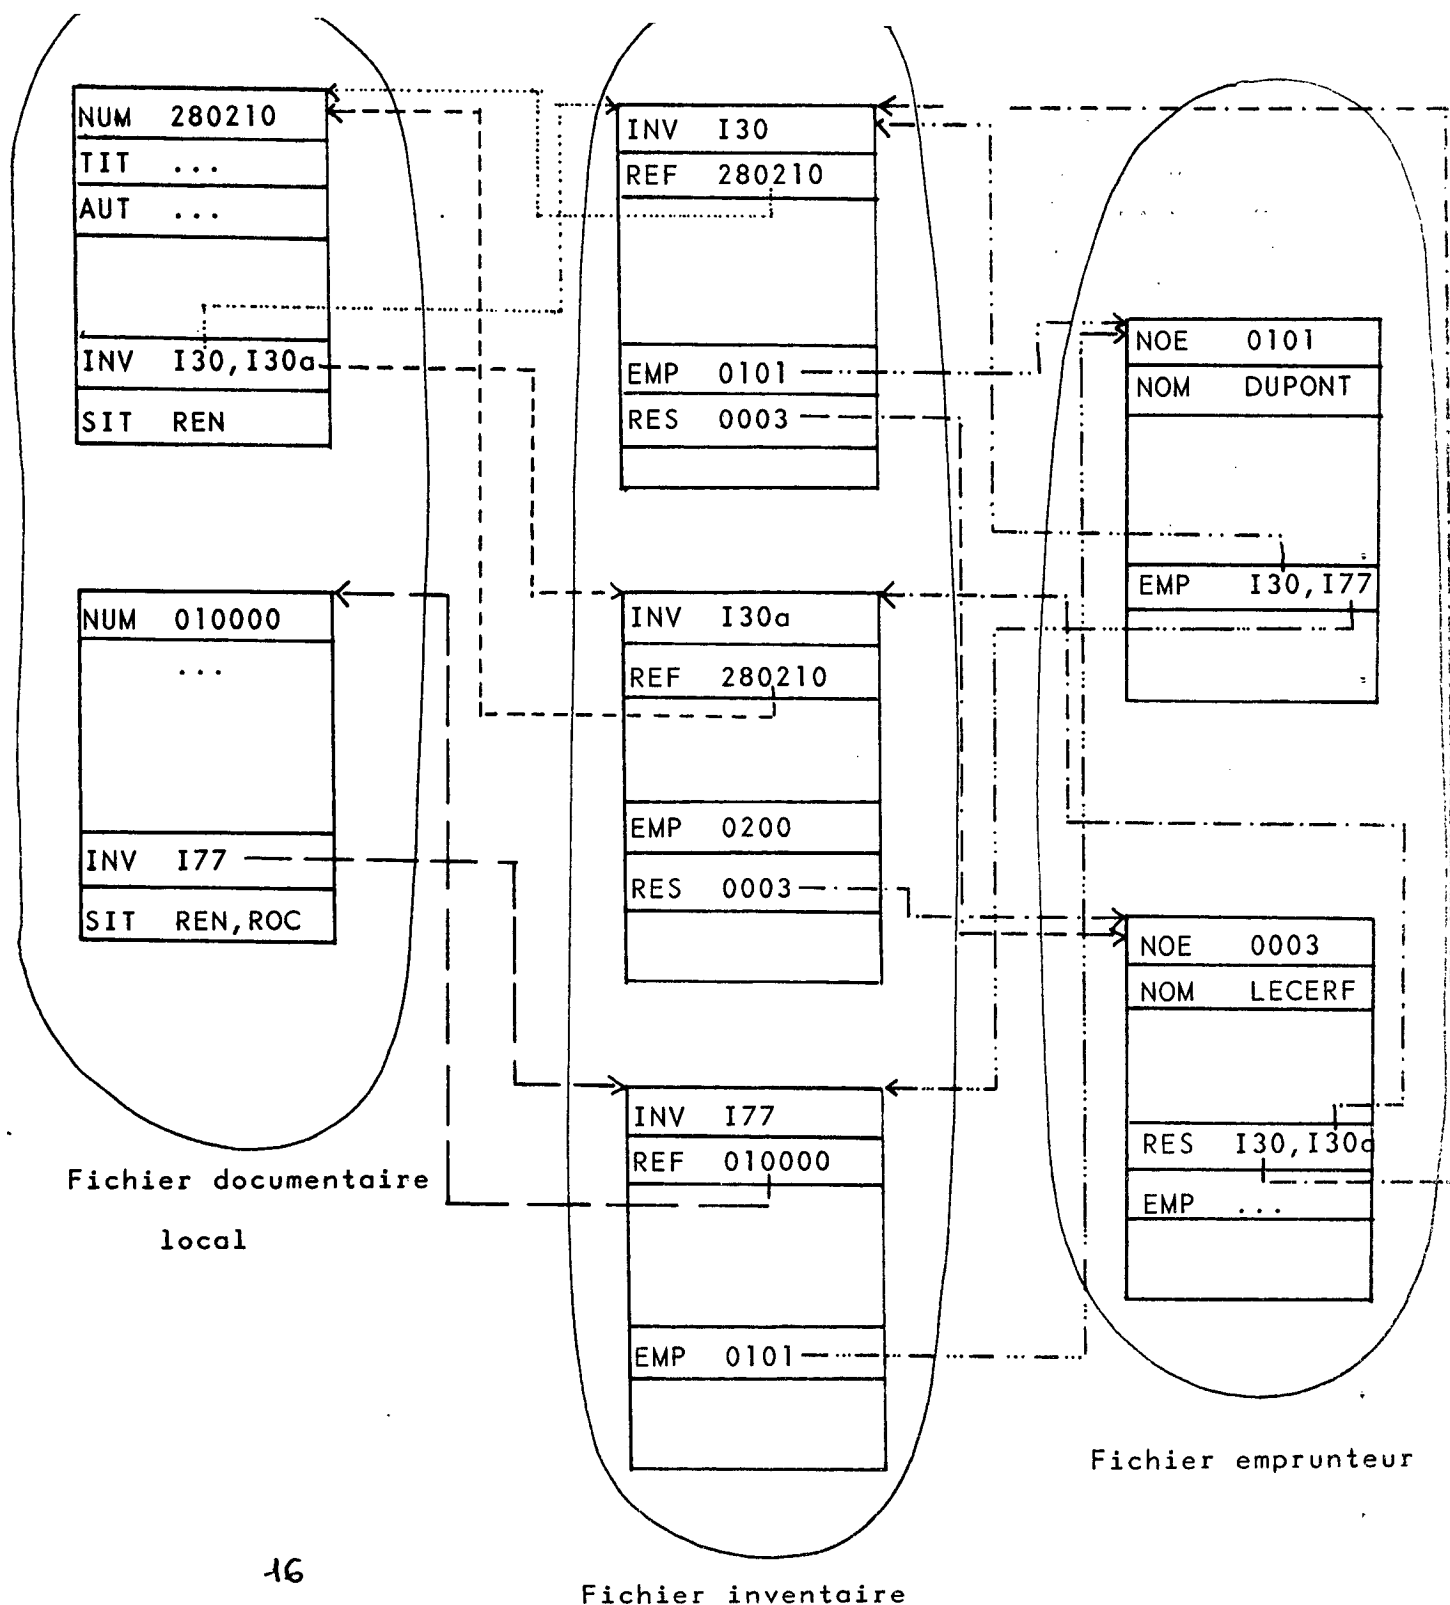 NUM 280210
TIT ...
AUT ...
INV I30,I30a
SIT REN
NUM 010000
...
INV I77
SIT REN,ROC
Fichier documentaire
local
INV I30
REF 280210
EMP 0101
RES 0003
INV I30a
REF 280210
EMP 0200
RES 0003
INV I77
REF 010000
EMP 0101
Fichier inventaire
NOE 0101
NOM DUPONT
EMP I30,I77
NOE 0003
NOM LECERF
RES I30,I30a
EMP ...
Fichier emprunteur
16